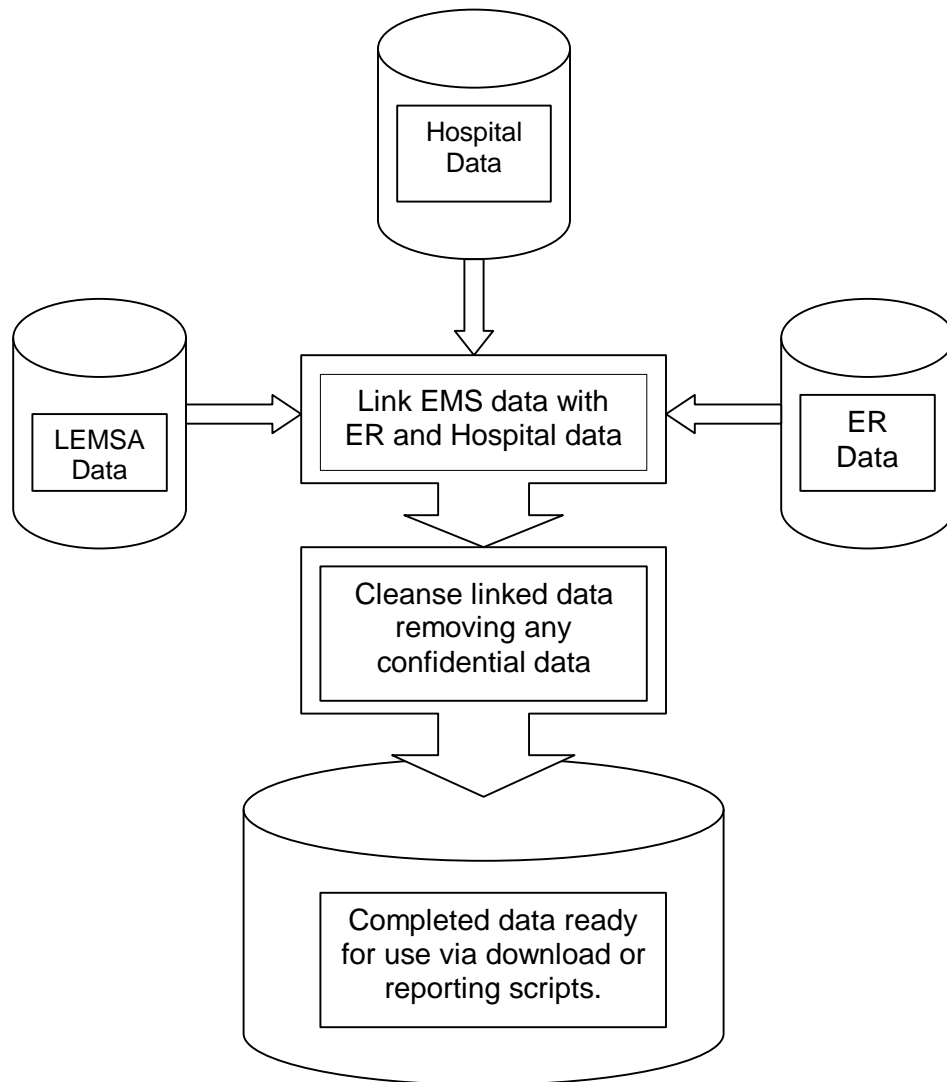 Hospital
Data
LEMSA
Data
Link EMS data with
ER and Hospital data
ER
Data
Cleanse linked data
removing any
confidential data
Completed data ready
for use via download or
reporting scripts.